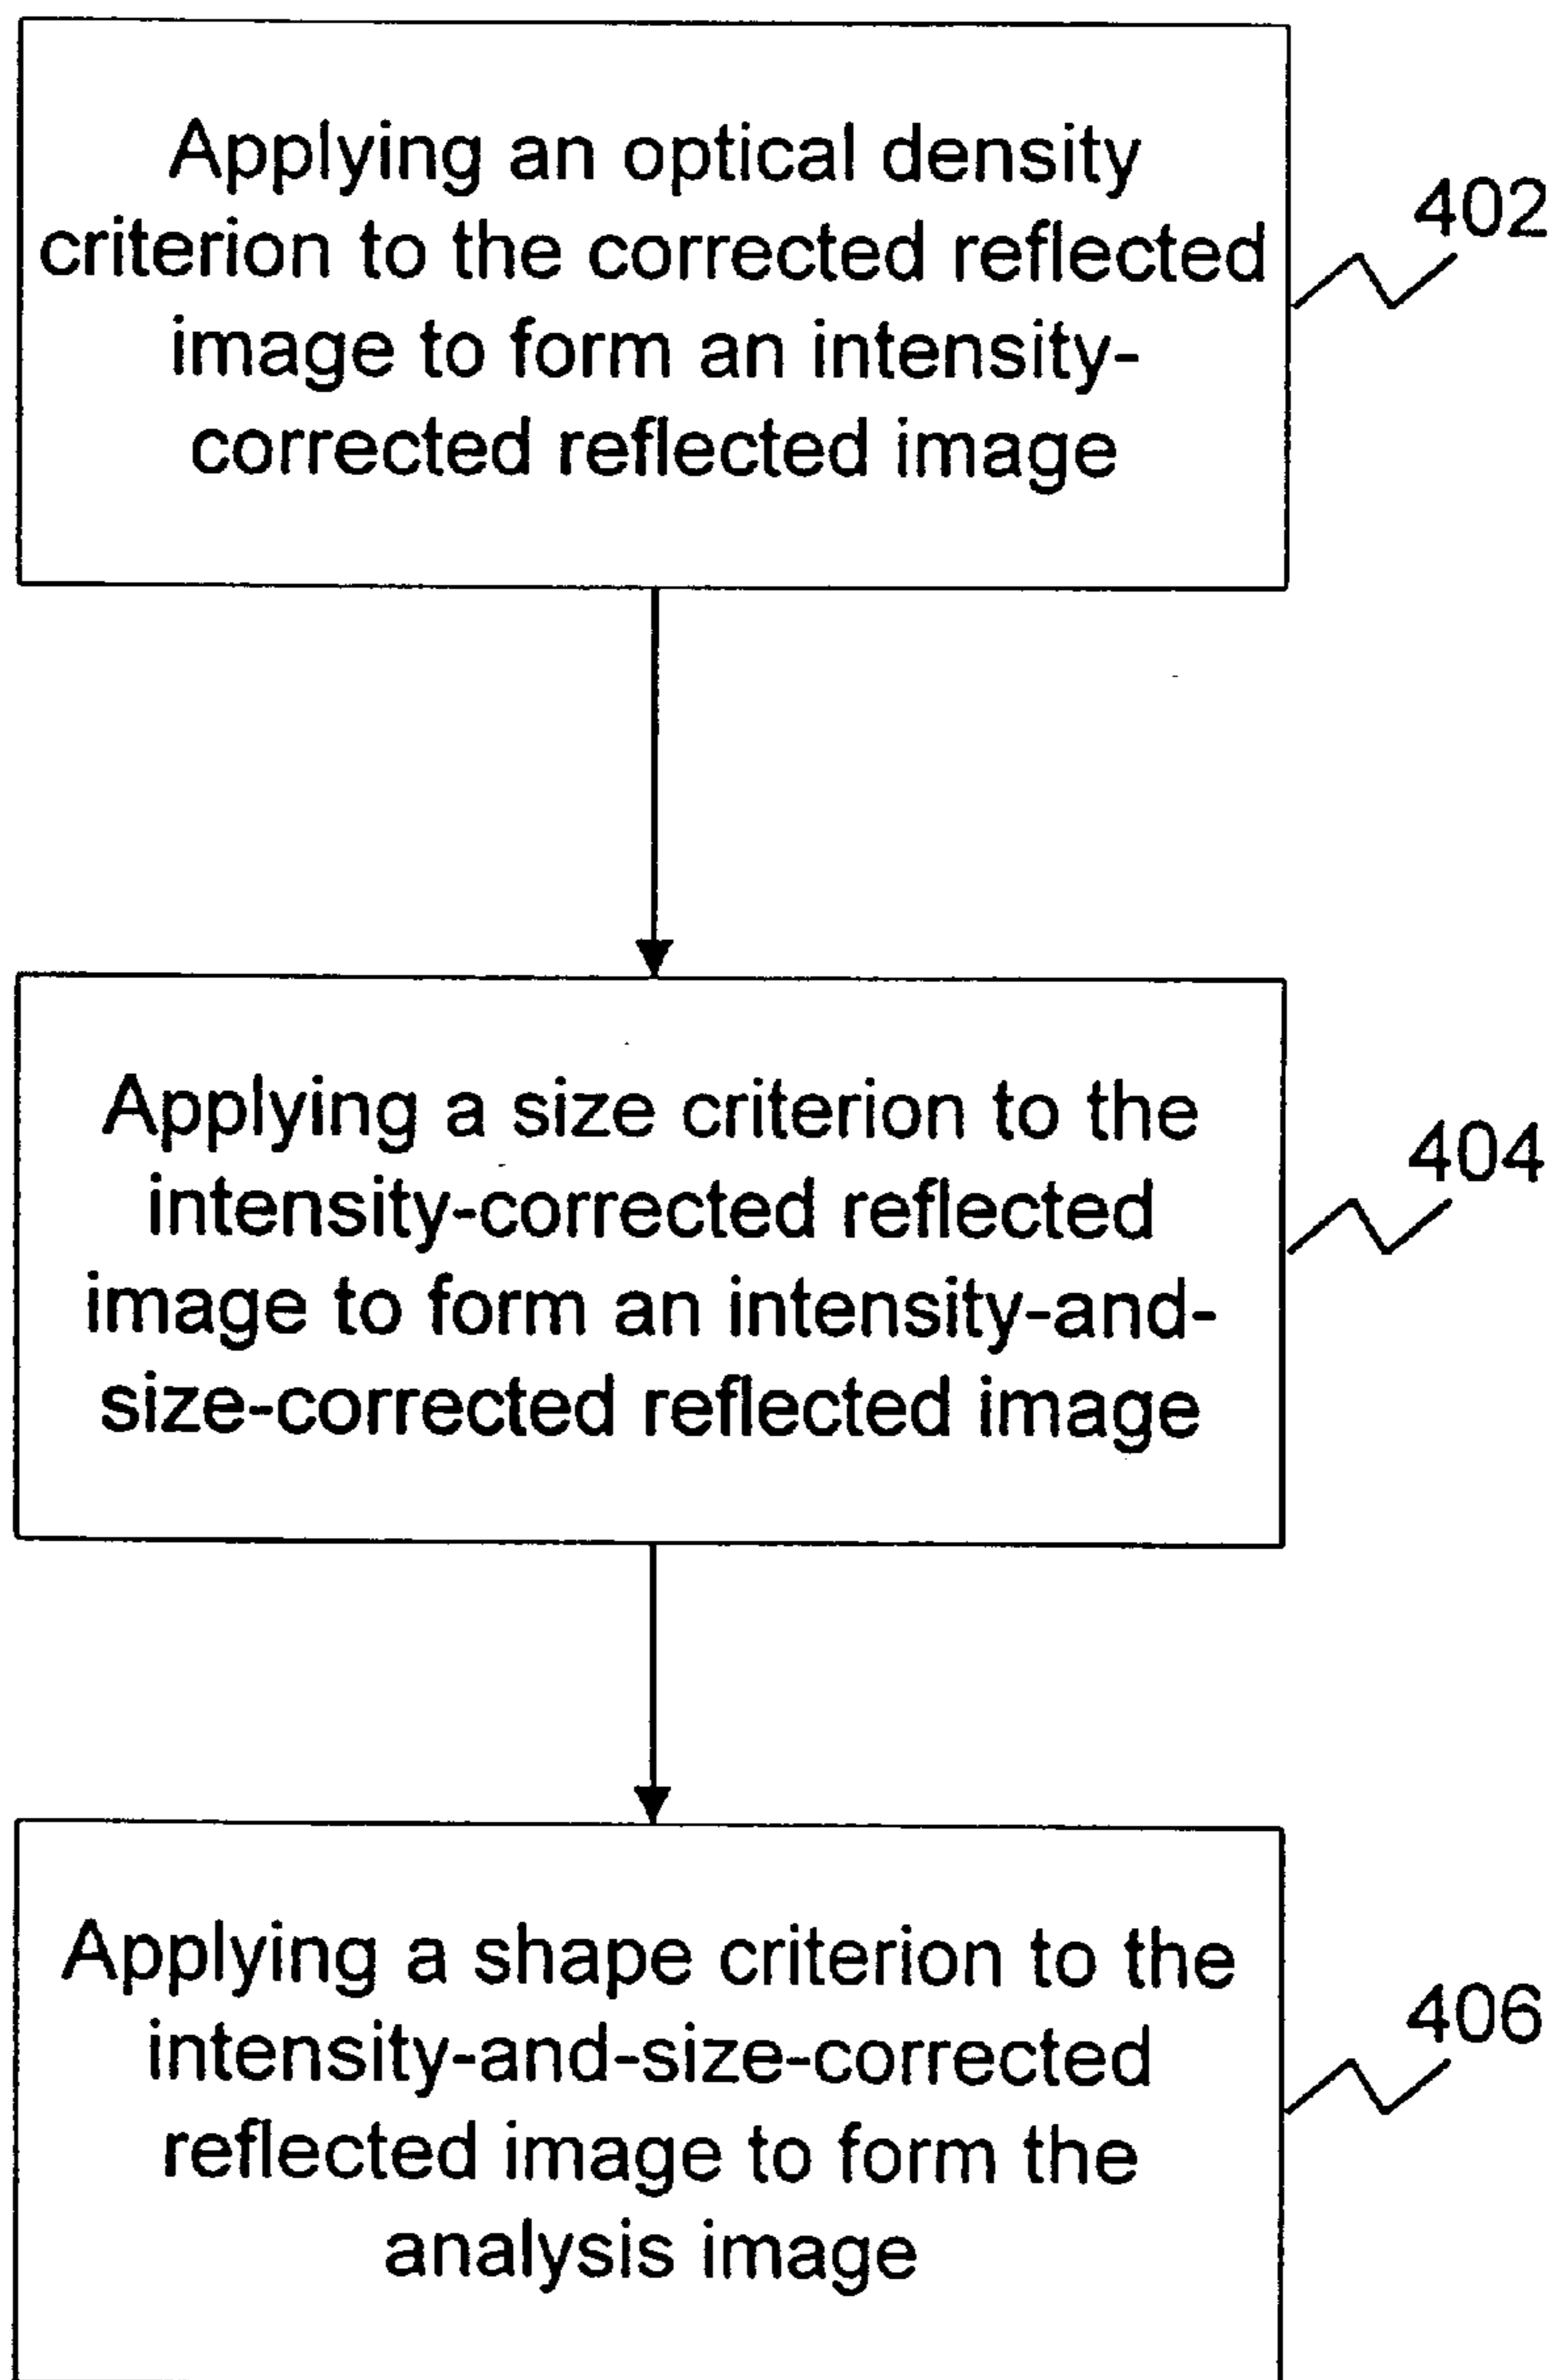 Applying an optical density
criterion to the corrected reflected
image to form an intensity-
corrected reflected image
402
Applying a size criterion to the
intensity-corrected reflected
image to form an intensity-and-
size-corrected reflected image
404
Applying a shape criterion to the
intensity-and-size-corrected
reflected image to form the
analysis image
406